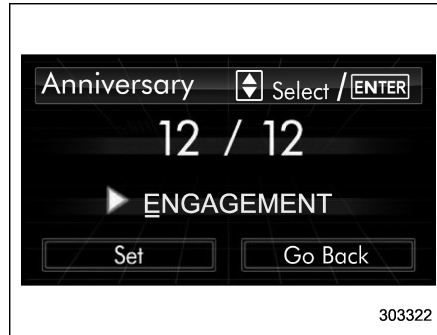 Anniversary Select / ENTER
12 / 12
ENGAGEMENT
Set Go Back
303322